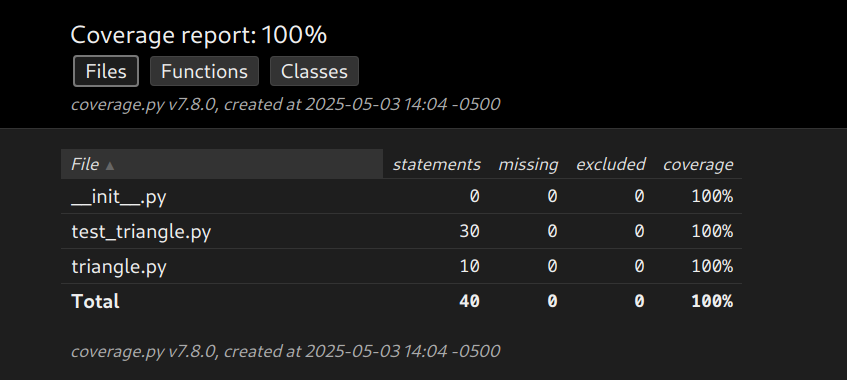 Coverage report: 100%
Files Functions Classes
coverage.py v7.8.0, created at 2025-05-03 14:04 -0500
File ▲ statements missing excluded coverage
__init__.py 0 0 0 100%
test_triangle.py 30 0 0 100%
triangle.py 10 0 0 100%
Total 40 0 0 100%
coverage.py v7.8.0, created at 2025-05-03 14:04 -0500